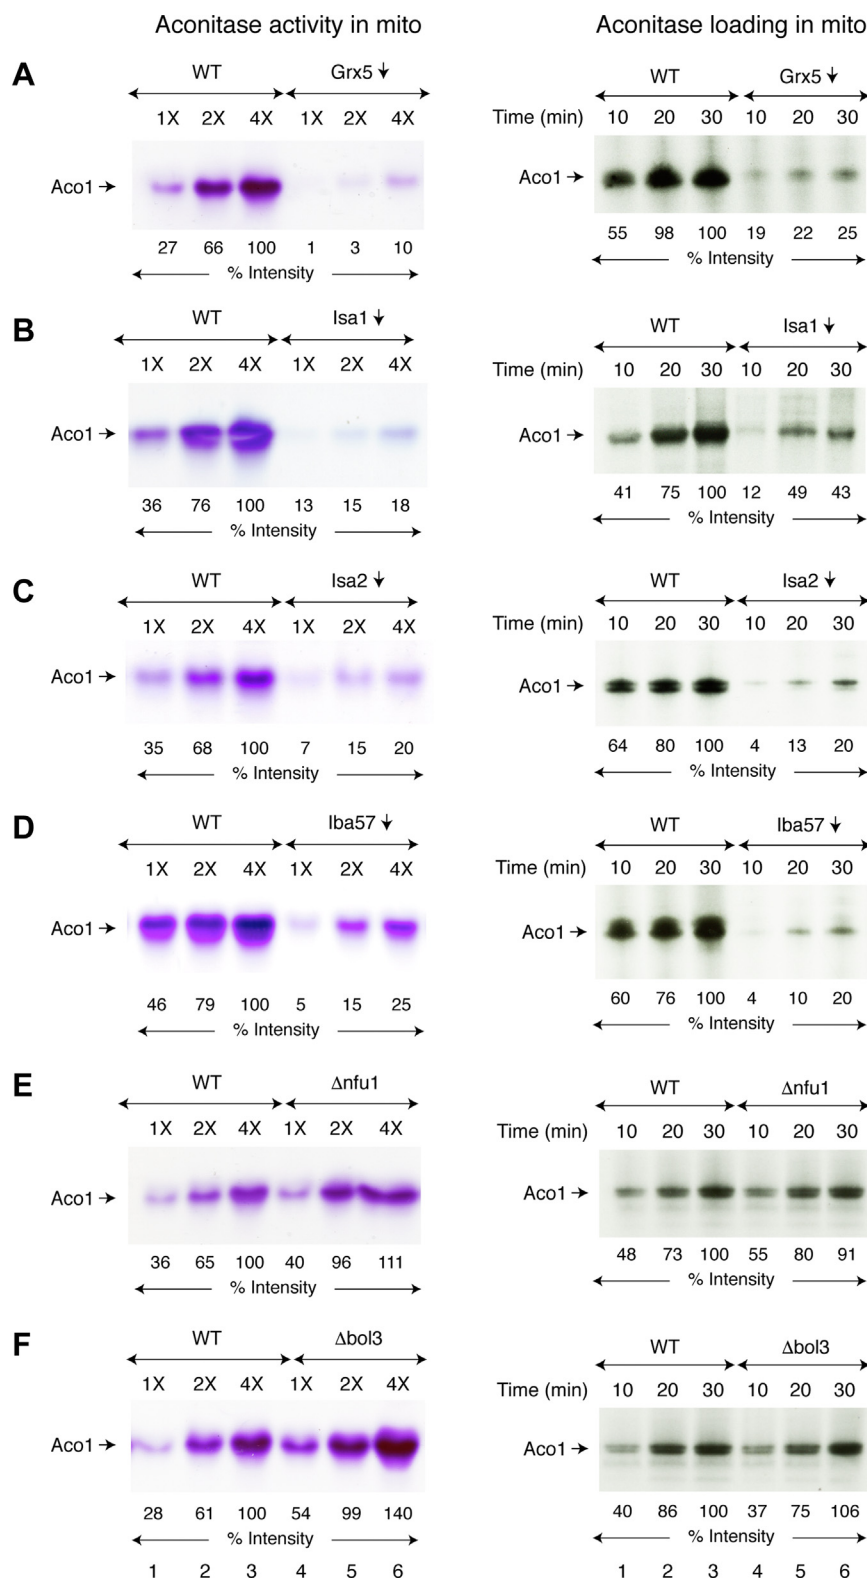 Aconitase activity in mito Aconitase loading in mito
A
WT Grx5 ↓ WT Grx5 ↓
1X 2X 4X 1X 2X 4X Time (min) 10 20 30 10 20 30
Aco1 → Aco1 →
27 66 100 1 3 10 55 98 100 19 22 25
% Intensity % Intensity
B
WT Isa1 ↓ WT Isa1 ↓
1X 2X 4X 1X 2X 4X Time (min) 10 20 30 10 20 30
Aco1 → Aco1 →
36 76 100 13 15 18 41 75 100 12 49 43
% Intensity % Intensity
C
WT Isa2 ↓ WT Isa2 ↓
1X 2X 4X 1X 2X 4X Time (min) 10 20 30 10 20 30
Aco1 → Aco1 →
35 68 100 7 15 20 64 80 100 4 13 20
% Intensity % Intensity
D
WT Iba57 ↓ WT Iba57 ↓
1X 2X 4X 1X 2X 4X Time (min) 10 20 30 10 20 30
Aco1 → Aco1 →
46 79 100 5 15 25 60 76 100 4 10 20
% Intensity % Intensity
E
WT Δnfu1 WT Δnfu1
1X 2X 4X 1X 2X 4X Time (min) 10 20 30 10 20 30
Aco1 → Aco1 →
36 65 100 40 96 111 48 73 100 55 80 91
% Intensity % Intensity
F
WT Δbol3 WT Δbol3
1X 2X 4X 1X 2X 4X Time (min) 10 20 30 10 20 30
Aco1 → Aco1 →
28 61 100 54 99 140 40 86 100 37 75 106
% Intensity % Intensity
1 2 3 4 5 6 1 2 3 4 5 6